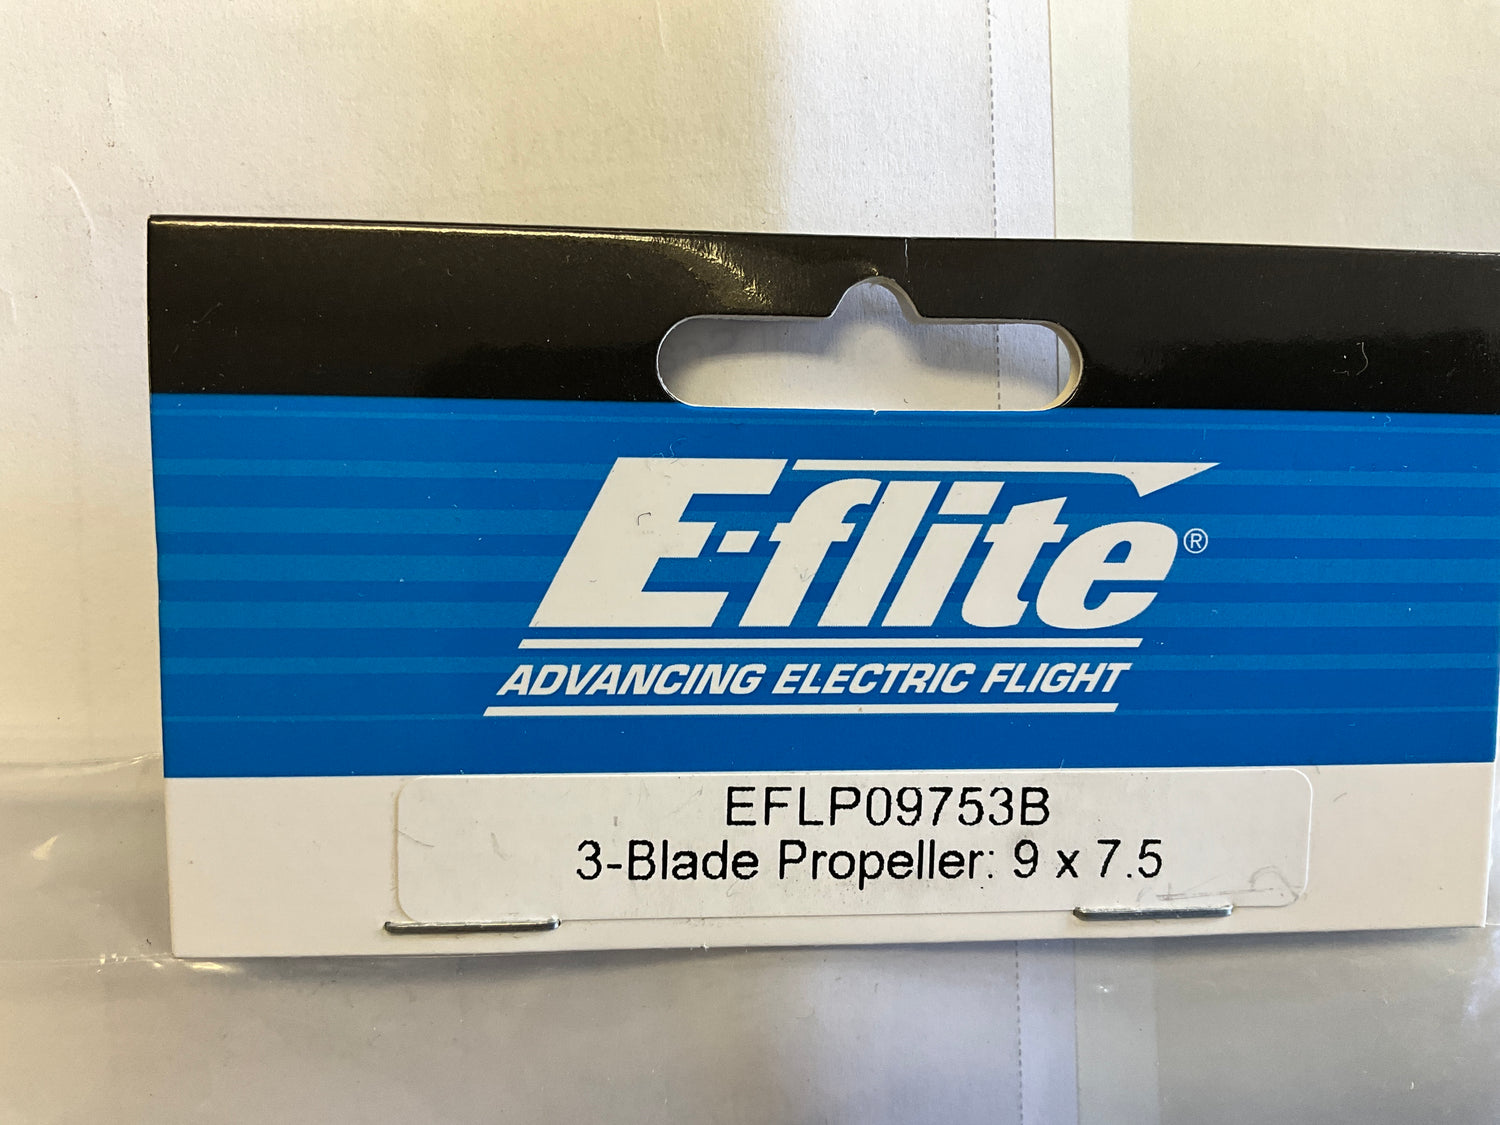 E-flite®
ADVANCING ELECTRIC FLIGHT
EFLP09753B
3-Blade Propeller: 9 x 7.5